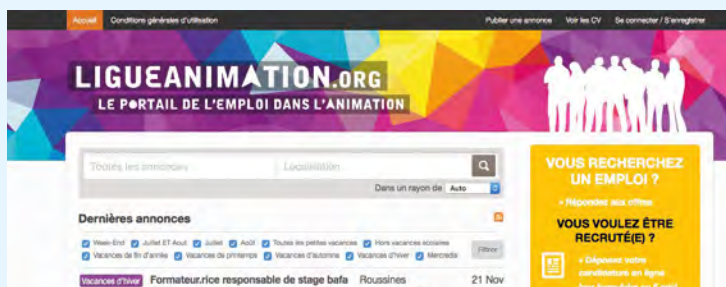 Accueil Conditions générales d'utilisation Publier une annonce Voir les CV Se connecter / S'enregistrer
LIGUEANIMATION.ORG
LE PORTAIL DE L'EMPLOI DANS L'ANIMATION
Toutes les annonces Localisation
Dans un rayon de Auto
Dernières annonces
Week-End Juillet ET Aout Juillet Août Toutes les petites vacances Hors vacances scolaires
Vacances de fin d'année Vacances de printemps Vacances d'automne Vacances d'hiver Mercredis
Filtrer
Vacances d'hiver Formateur.rice responsable de stage bafa Roussines 21 Nov
VOUS RECHERCHEZ
UN EMPLOI ?
» Répondez aux offres
VOUS VOULEZ ÊTRE
RECRUTÉ(E) ?
» Déposez votre
candidature en ligne